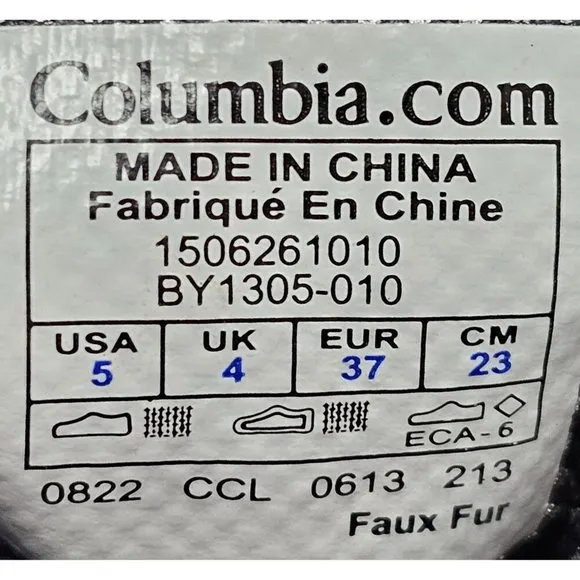 Columbia.com
MADE IN CHINA
Fabriqué En Chine
1506261010
BY1305-010
USA UK EUR CM
5 4 37 23
ECA-6
0822 CCL 0613 213
Faux Fur